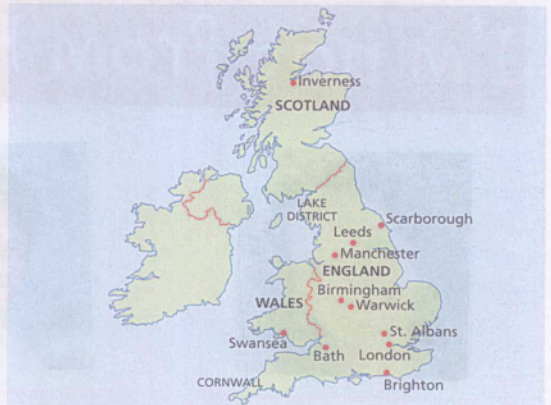 Inverness
SCOTLAND
LAKE
DISTRICT
Scarborough
Leeds
Manchester
ENGLAND
Birmingham
WALES
Warwick
St. Albans
Swansea
Bath
London
CORNWALL
Brighton